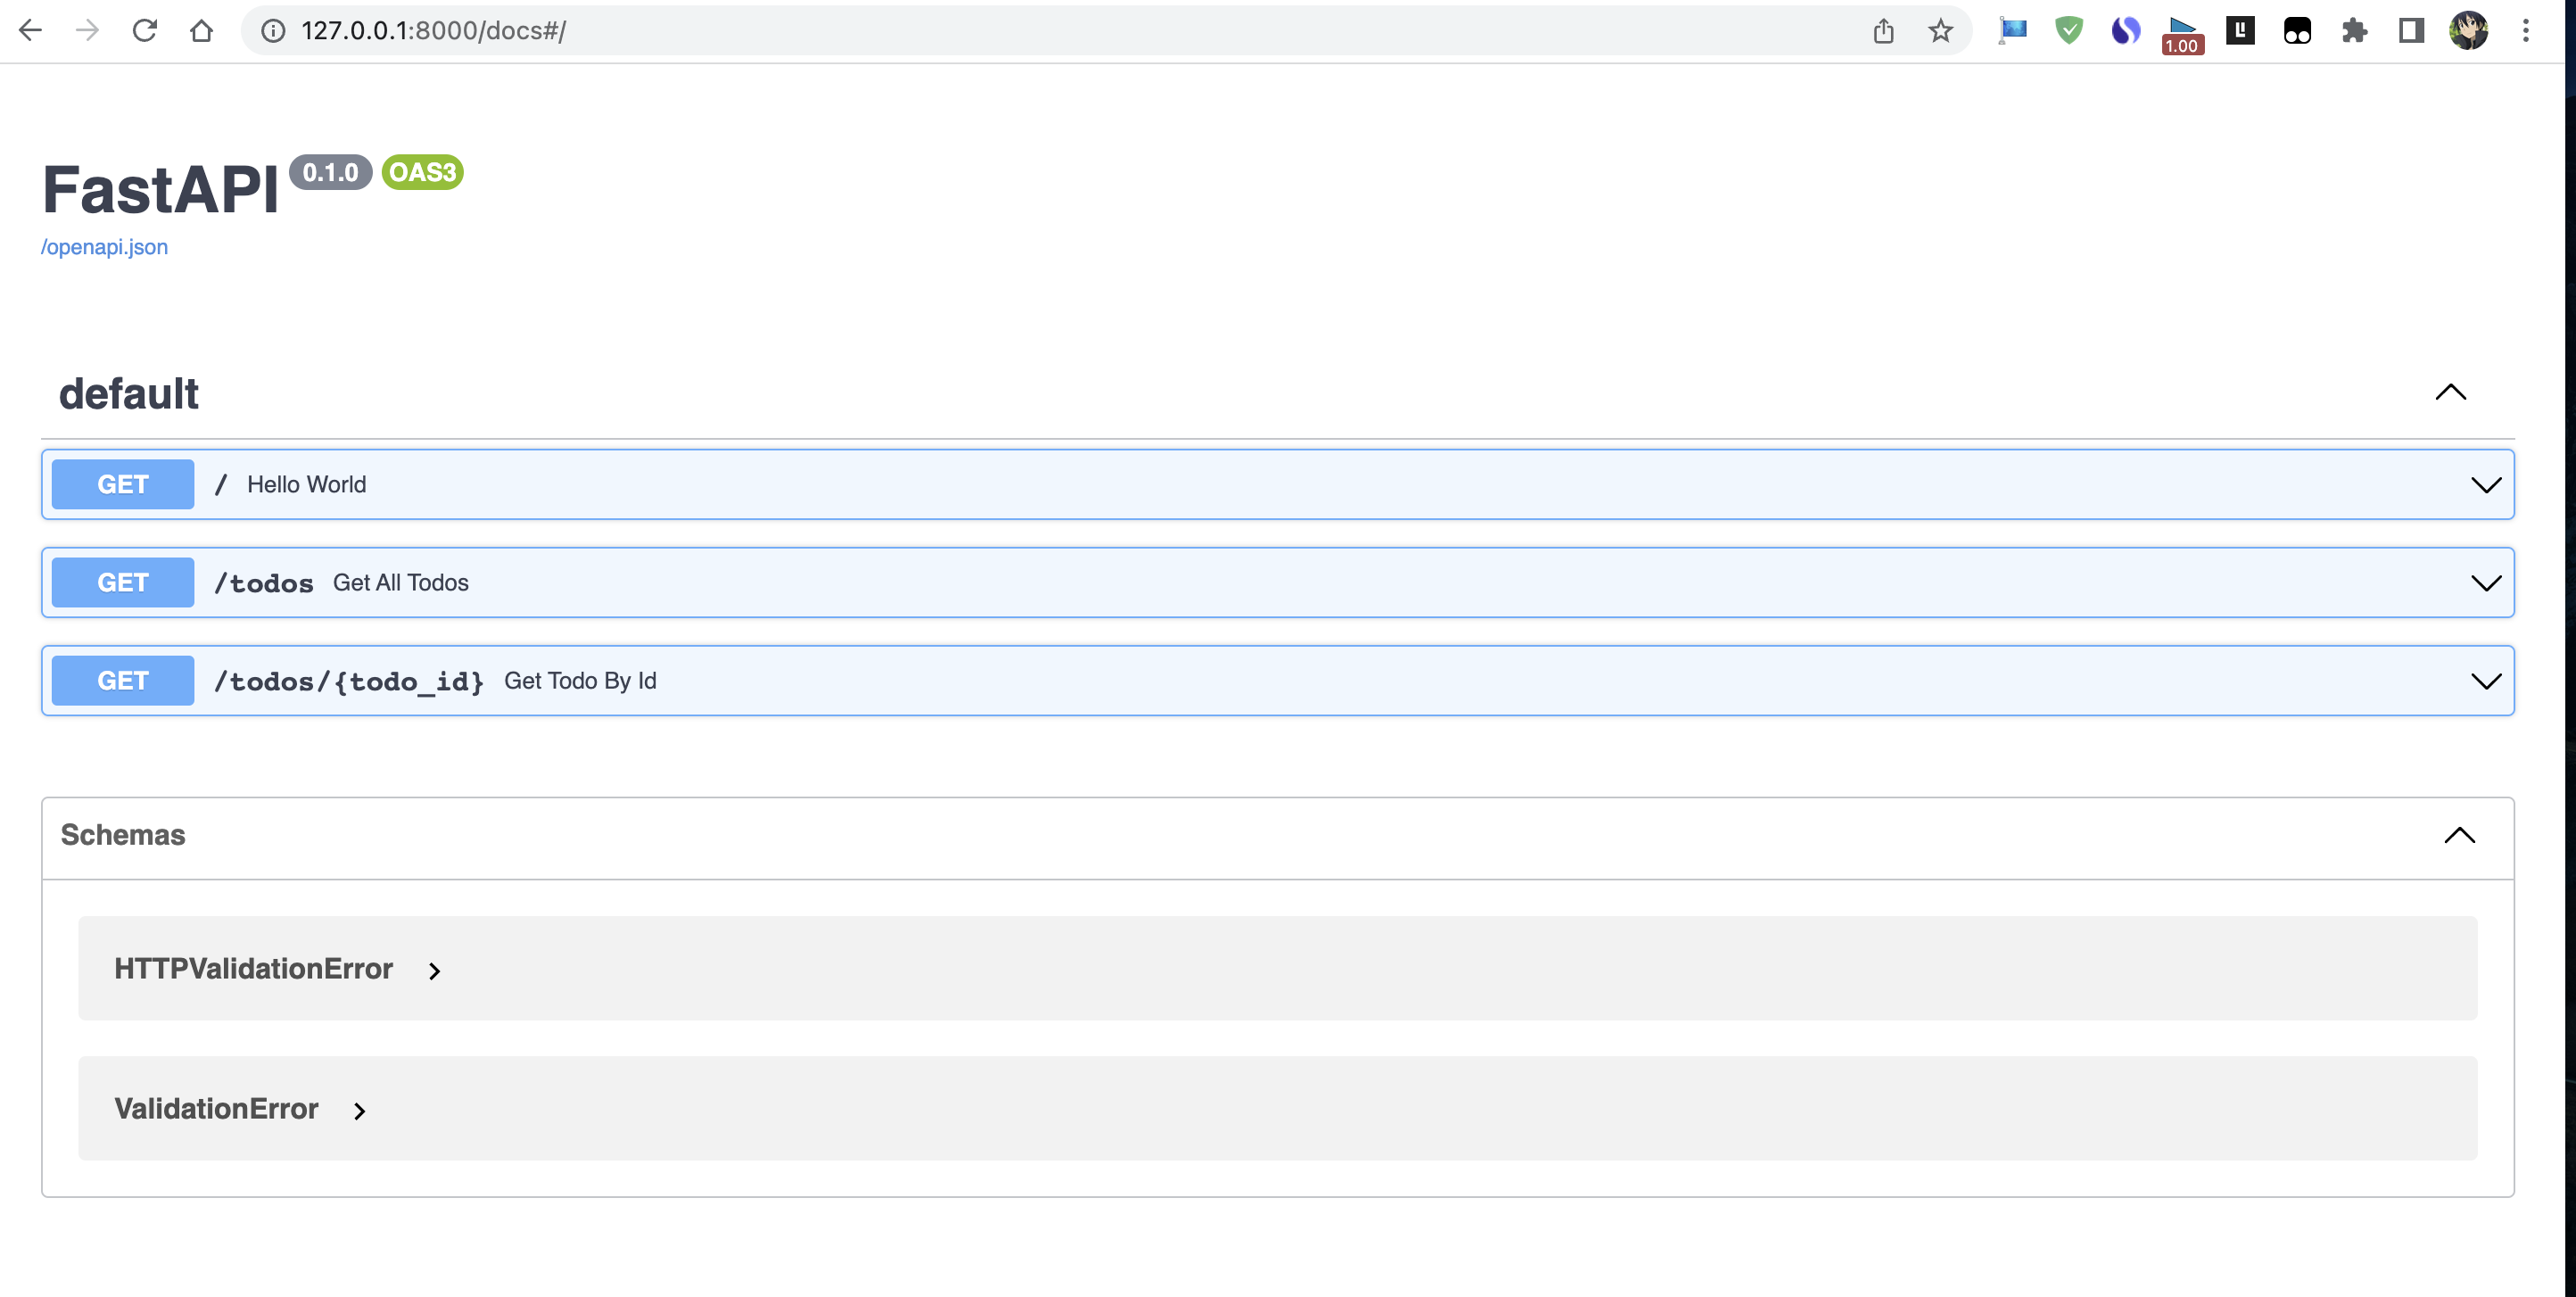 127.0.0.1:8000/docs#/
1.00
FastAPI 0.1.0 OAS3
/openapi.json
default
GET / Hello World
GET /todos Get All Todos
GET /todos/{todo_id} Get Todo By Id
Schemas
HTTPValidationError
ValidationError